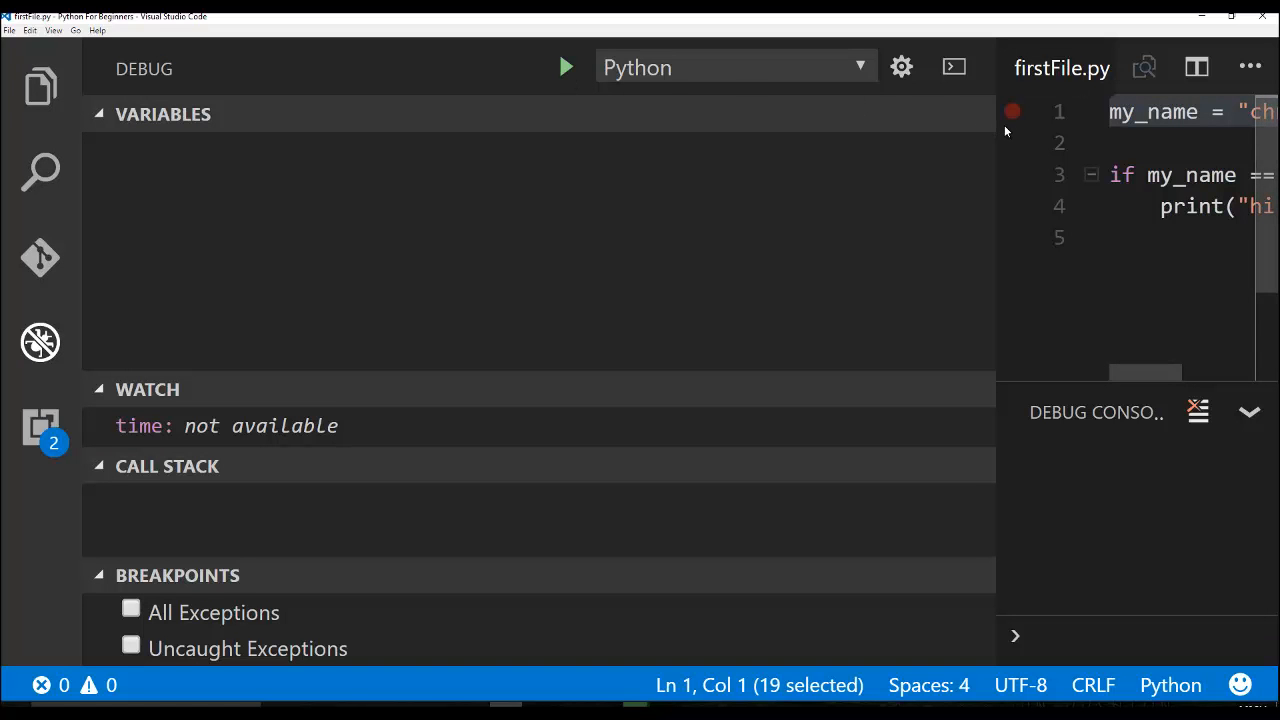 firstFile.py - Python For Beginners - Visual Studio Code
File Edit View Go Help
DEBUG
Python
firstFile.py
VARIABLES
1 my_name = "ch
2
3 if my_name ==
4 print("hi
5
WATCH
time: not available
DEBUG CONSO..
2
CALL STACK
BREAKPOINTS
All Exceptions
Uncaught Exceptions
0 0 Ln 1, Col 1 (19 selected) Spaces: 4 UTF-8 CRLF Python